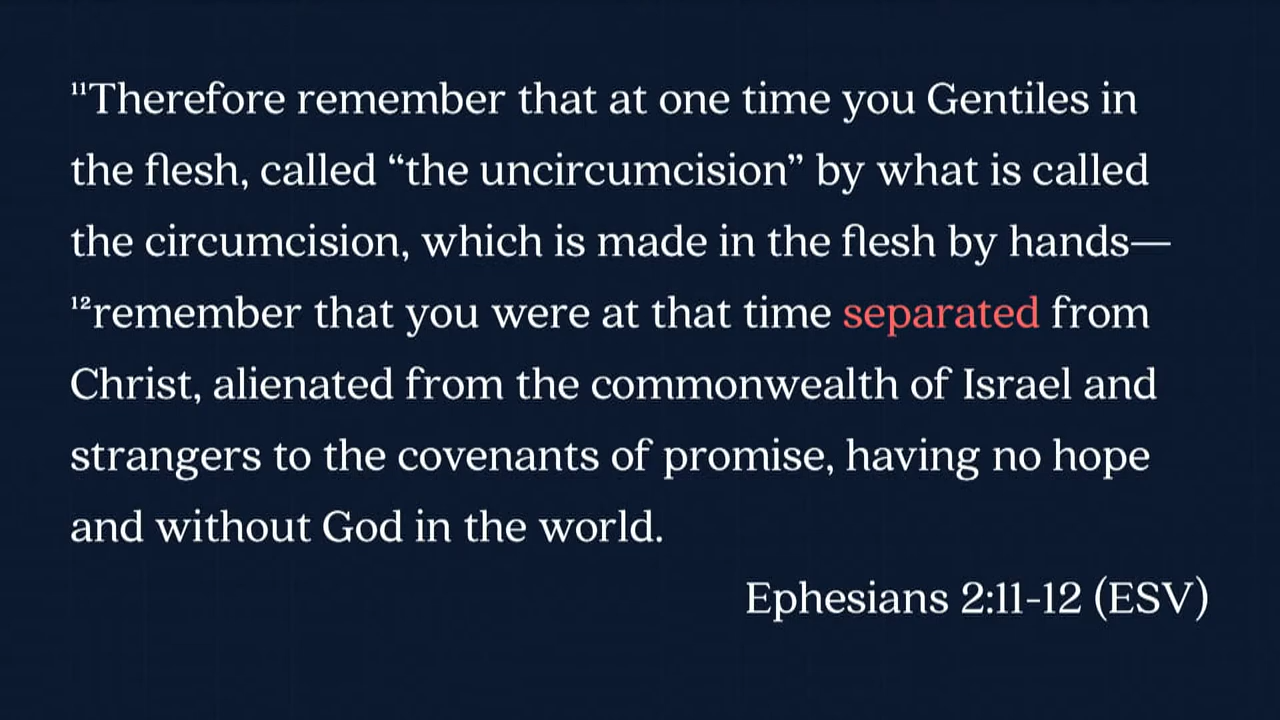 ¹¹Therefore remember that at one time you Gentiles in
the flesh, called “the uncircumcision” by what is called
the circumcision, which is made in the flesh by hands—
¹²remember that you were at that time separated from
Christ, alienated from the commonwealth of Israel and
strangers to the covenants of promise, having no hope
and without God in the world.
Ephesians 2:11-12 (ESV)